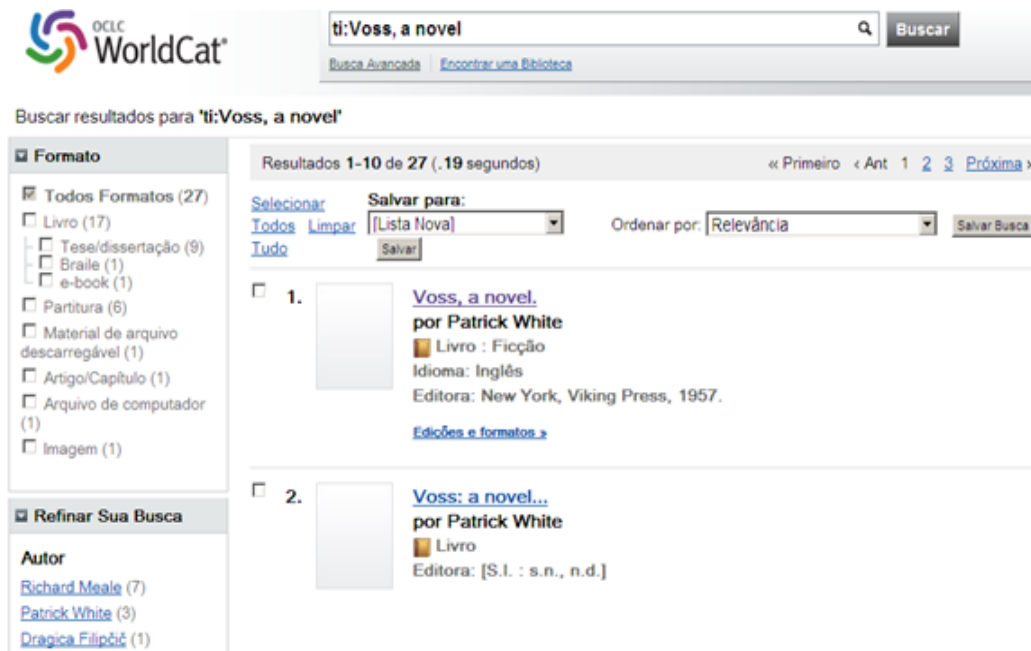 OCLC
WorldCat®
ti:Voss, a novel
Buscar
Busca Avançada
Encontrar uma Biblioteca
Buscar resultados para 'ti:Voss, a novel'
Formato
Todos Formatos (27)
Livro (17)
Tese/dissertação (9)
Braile (1)
e-book (1)
Partitura (6)
Material de arquivo
descarregável (1)
Artigo/Capítulo (1)
Arquivo de computador
(1)
Imagem (1)
Refinar Sua Busca
Autor
Richard Meale (7)
Patrick White (3)
Dragica Filipčič (1)
Resultados 1-10 de 27 (.19 segundos)
« Primeiro ‹ Ant 1 2 3 Próxima ›
Selecionar
Todos Limpar
Tudo
Salvar para:
[Lista Nova]
Salvar
Ordenar por: Relevância
Salvar Busca
1.
Voss, a novel.
por Patrick White
Livro : Ficção
Idioma: Inglês
Editora: New York, Viking Press, 1957.
Edições e formatos »
2.
Voss: a novel...
por Patrick White
Livro
Editora: [S.l. : s.n., n.d.]